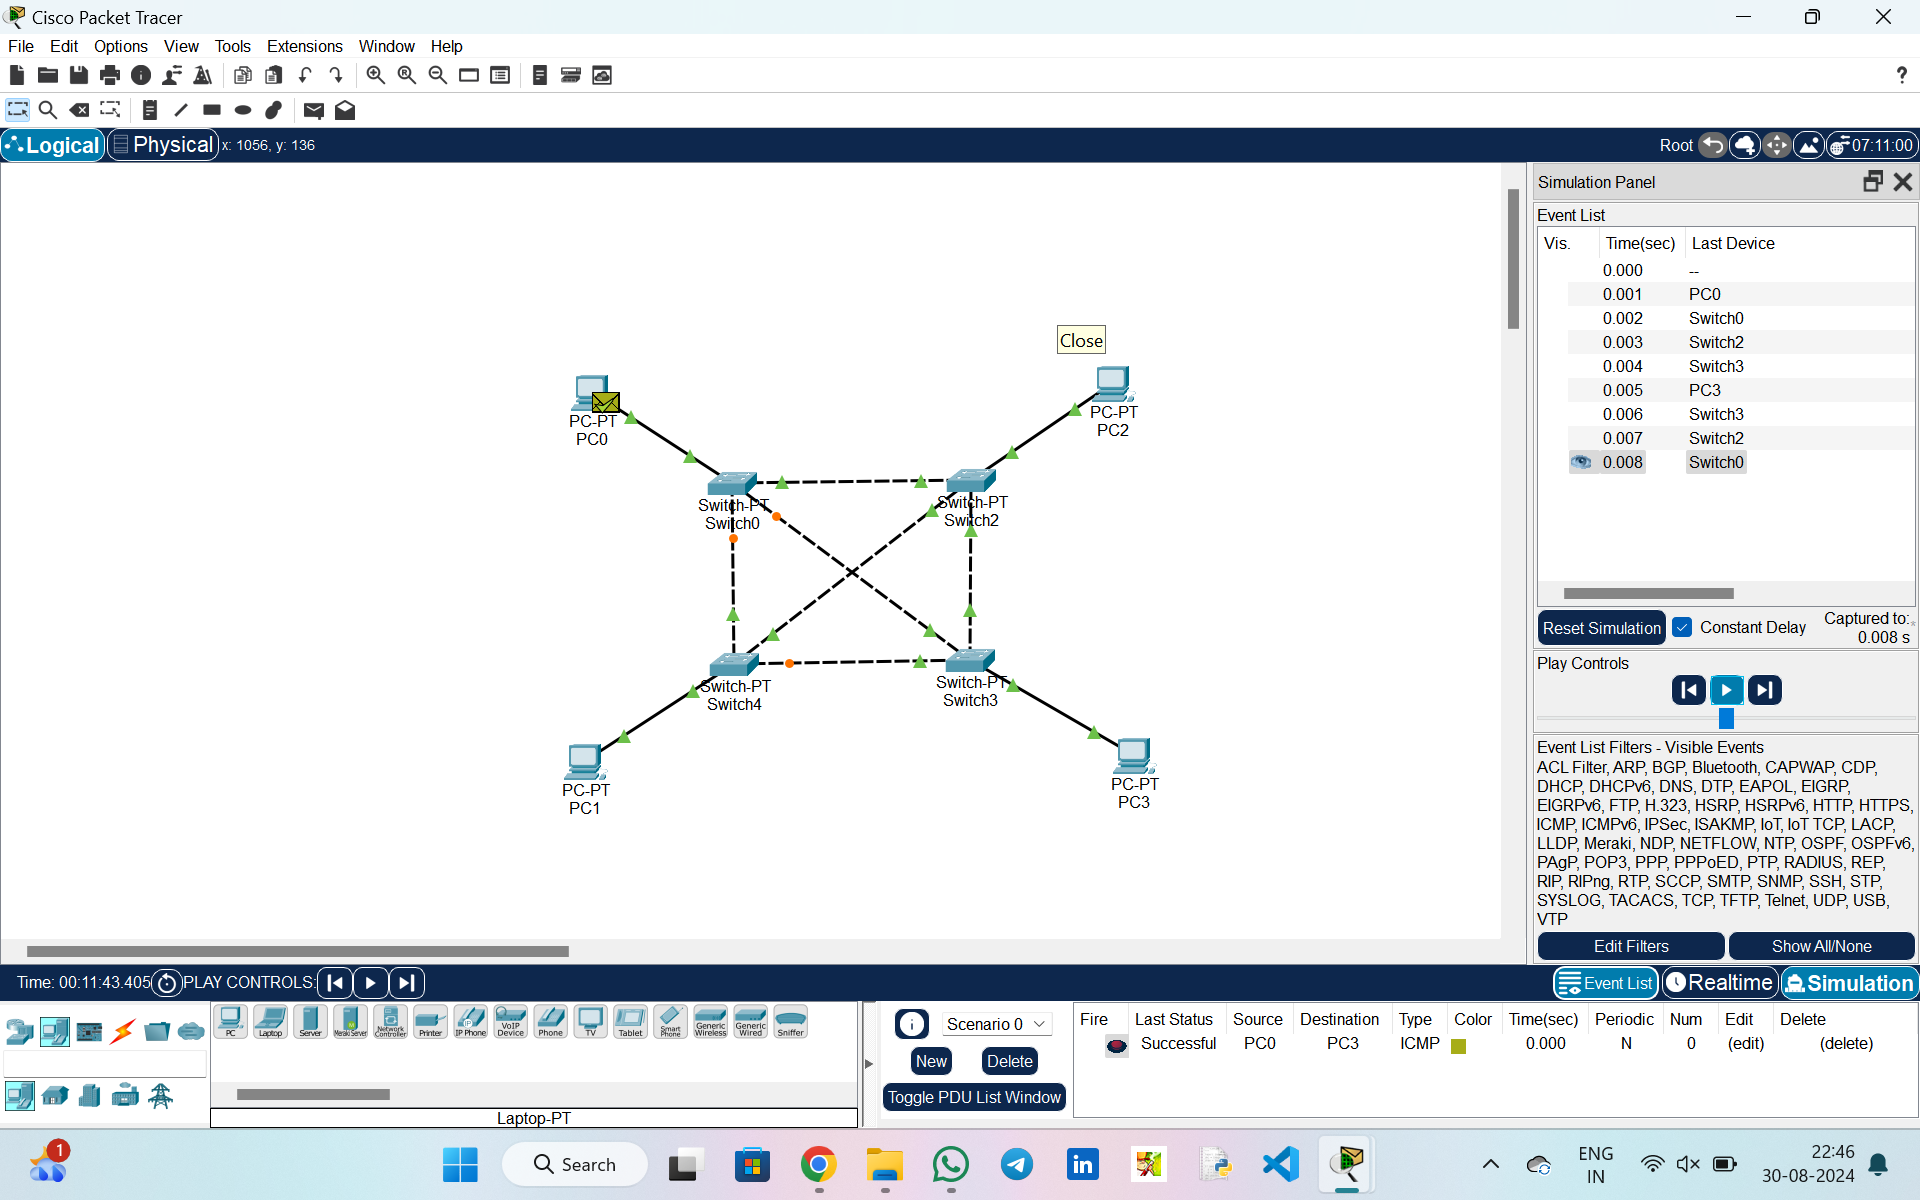 Cisco Packet Tracer
File Edit Options View Tools Extensions Window Help
?
Logical Physical x: 1056, y: 136 Root 07:11:00
Simulation Panel
Event List
Vis. Time(sec) Last Device
0.000 --
0.001 PC0
0.002 Switch0
0.003 Switch2
0.004 Switch3
0.005 PC3
0.006 Switch3
0.007 Switch2
0.008 Switch0
Close
PC-PT
PC0
PC-PT
PC2
Switch-PT
Switch0
Switch-PT
Switch2
Switch-PT
Switch4
Switch-PT
Switch3
PC-PT
PC1
PC-PT
PC3
Reset Simulation Constant Delay Captured to:*
0.008 s
Play Controls
Event List Filters - Visible Events
ACL Filter, ARP, BGP, Bluetooth, CAPWAP, CDP,
DHCP, DHCPv6, DNS, DTP, EAPOL, EIGRP,
EIGRPv6, FTP, H.323, HSRP, HSRPv6, HTTP, HTTPS,
ICMP, ICMPv6, IPSec, ISAKMP, IoT, IoT TCP, LACP,
LLDP, Meraki, NDP, NETFLOW, NTP, OSPF, OSPFv6,
PAgP, POP3, PPP, PPPoED, PTP, RADIUS, REP,
RIP, RIPng, RTP, SCCP, SMTP, SNMP, SSH, STP,
SYSLOG, TACACS, TCP, TFTP, Telnet, UDP, USB,
VTP
Edit Filters Show All/None
Time: 00:11:43.405 PLAY CONTROLS: Event List Realtime Simulation
PC Laptop Server Meraki Server Network Controller Printer IP Phone VoIP Device Phone TV Tablet Smart Phone Generic Wireless Generic Wired Sniffer
Laptop-PT
Scenario 0
New Delete
Toggle PDU List Window
Fire Last Status Source Destination Type Color Time(sec) Periodic Num Edit Delete
Successful PC0 PC3 ICMP 0.000 N 0 (edit) (delete)
1
Search
in
ENG
IN
22:46
30-08-2024